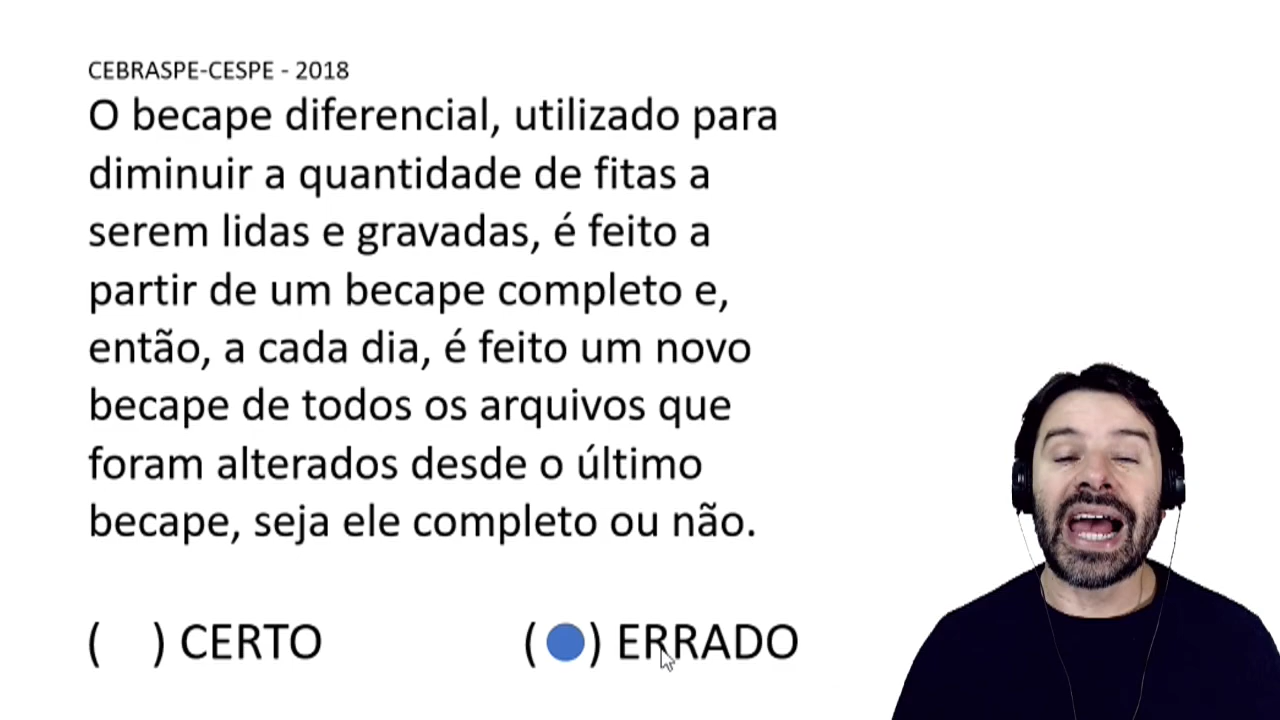 CEBRASPE-CESPE - 2018
O becape diferencial, utilizado para
diminuir a quantidade de fitas a
serem lidas e gravadas, é feito a
partir de um becape completo e,
então, a cada dia, é feito um novo
becape de todos os arquivos que
foram alterados desde o último
becape, seja ele completo ou não.
( ) CERTO ( ) ERRADO